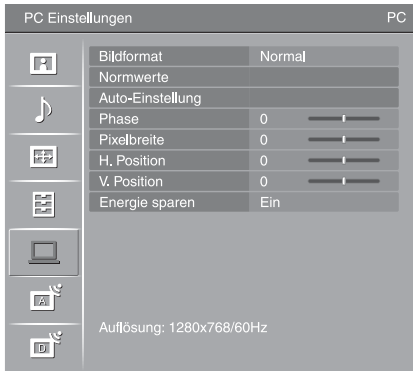 PC Einstellungen PC
Bildformat Normal
Normwerte
Auto-Einstellung
Phase 0
Pixelbreite 0
H. Position 0
V. Position 0
Energie sparen Ein
A
D
Auflösung: 1280x768/60Hz